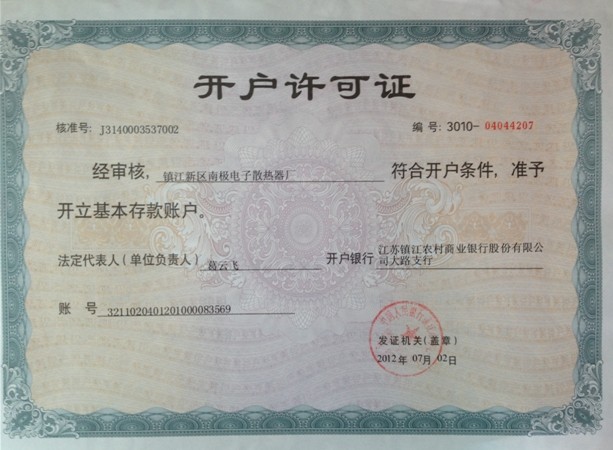 开户许可证
核准号: J3140003537002 编号: 3010-04044207
经审核, 镇江新区南极电子散热器厂 符合开户条件, 准予
开立基本存款账户。
法定代表人(单位负责人) 葛云飞 开户银行 江苏镇江农村商业银行股份有限公
司大路支行
账 号 3211020401201000083569
发证机关(盖章)
2012年 07月 02日